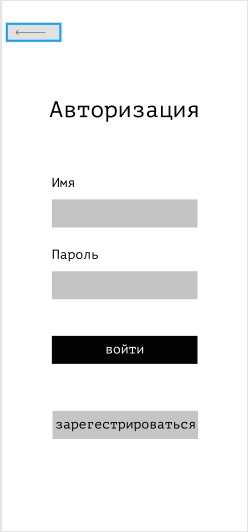 Авторизация
Имя
Пароль
войти
зарегестрироваться